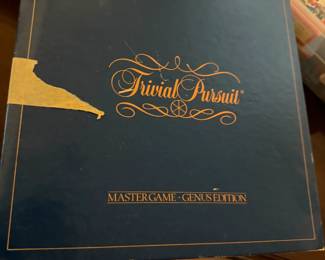 Trivial Pursuit®
MASTER GAME - GENUS EDITION